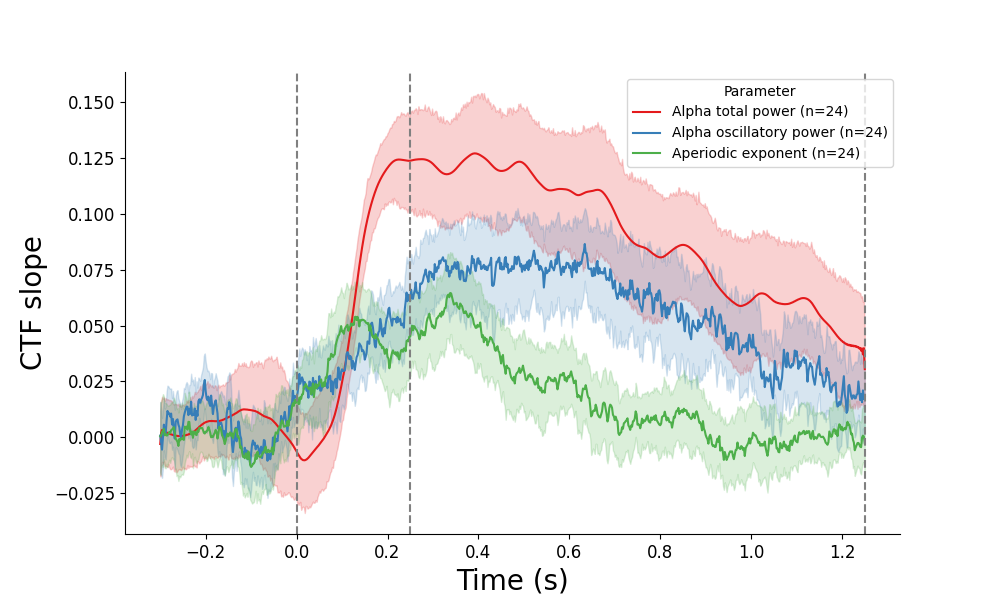 CTF slope
0.150
0.125
0.100
0.075
0.050
0.025
0.000
−0.025
Parameter
Alpha total power (n=24)
Alpha oscillatory power (n=24)
Aperiodic exponent (n=24)
−0.2 0.0 0.2 0.4 0.6 0.8 1.0 1.2
Time (s)